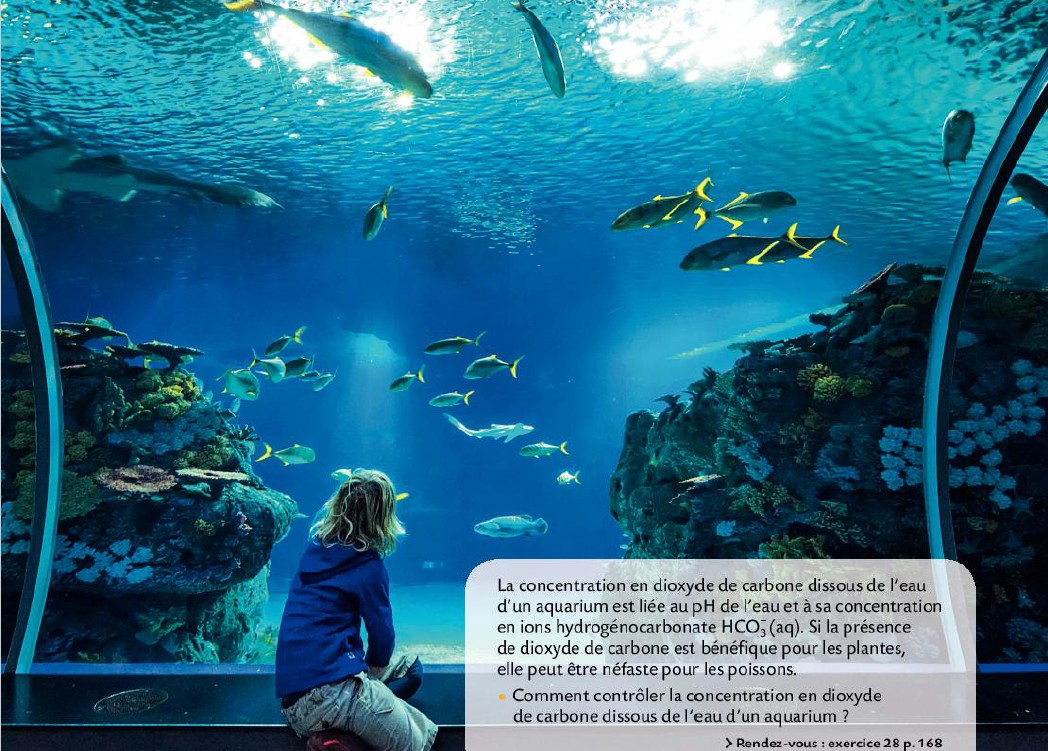 La concentration en dioxyde de carbone dissous de l'eau
d'un aquarium est liée au pH de l'eau et à sa concentration
en ions hydrogénocarbonate HCO₃⁻(aq). Si la présence
de dioxyde de carbone est bénéfique pour les plantes,
elle peut être néfaste pour les poissons.
• Comment contrôler la concentration en dioxyde
de carbone dissous de l'eau d'un aquarium ?
> Rendez-vous : exercice 28 p. 168